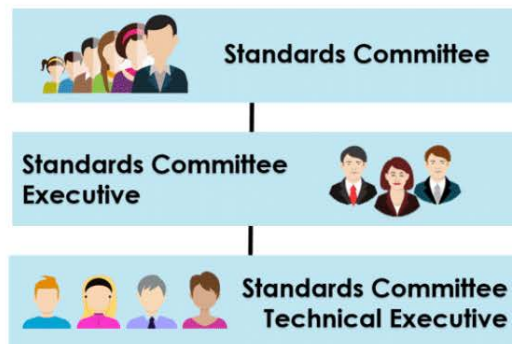 Standards Committee
Standards Committee
Executive
Standards Committee
Technical Executive